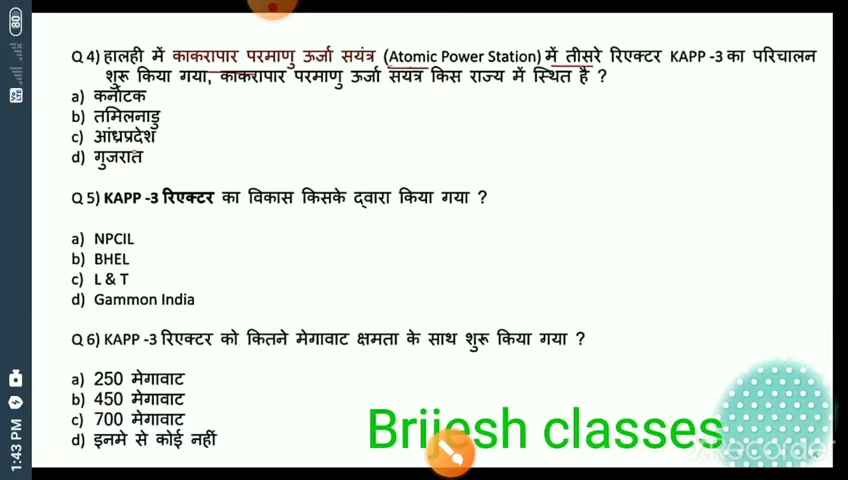 Q 4) हालही में काकरापार परमाणु ऊर्जा सयंत्र (Atomic Power Station) में तीसरे रिएक्टर KAPP -3 का परिचालन
शुरू किया गया, काकरापार परमाणु ऊर्जा सयंत्र किस राज्य में स्थित है ?
a) कर्नाटक
b) तमिलनाडु
c) आंध्रप्रदेश
d) गुजरात
Q 5) KAPP -3 रिएक्टर का विकास किसके द्वारा किया गया ?
a) NPCIL
b) BHEL
c) L & T
d) Gammon India
Q 6) KAPP -3 रिएक्टर को कितने मेगावाट क्षमता के साथ शुरू किया गया ?
a) 250 मेगावाट
b) 450 मेगावाट
c) 700 मेगावाट
d) इनमे से कोई नहीं
Brijesh classes
XRecorder
1:43 PM
80